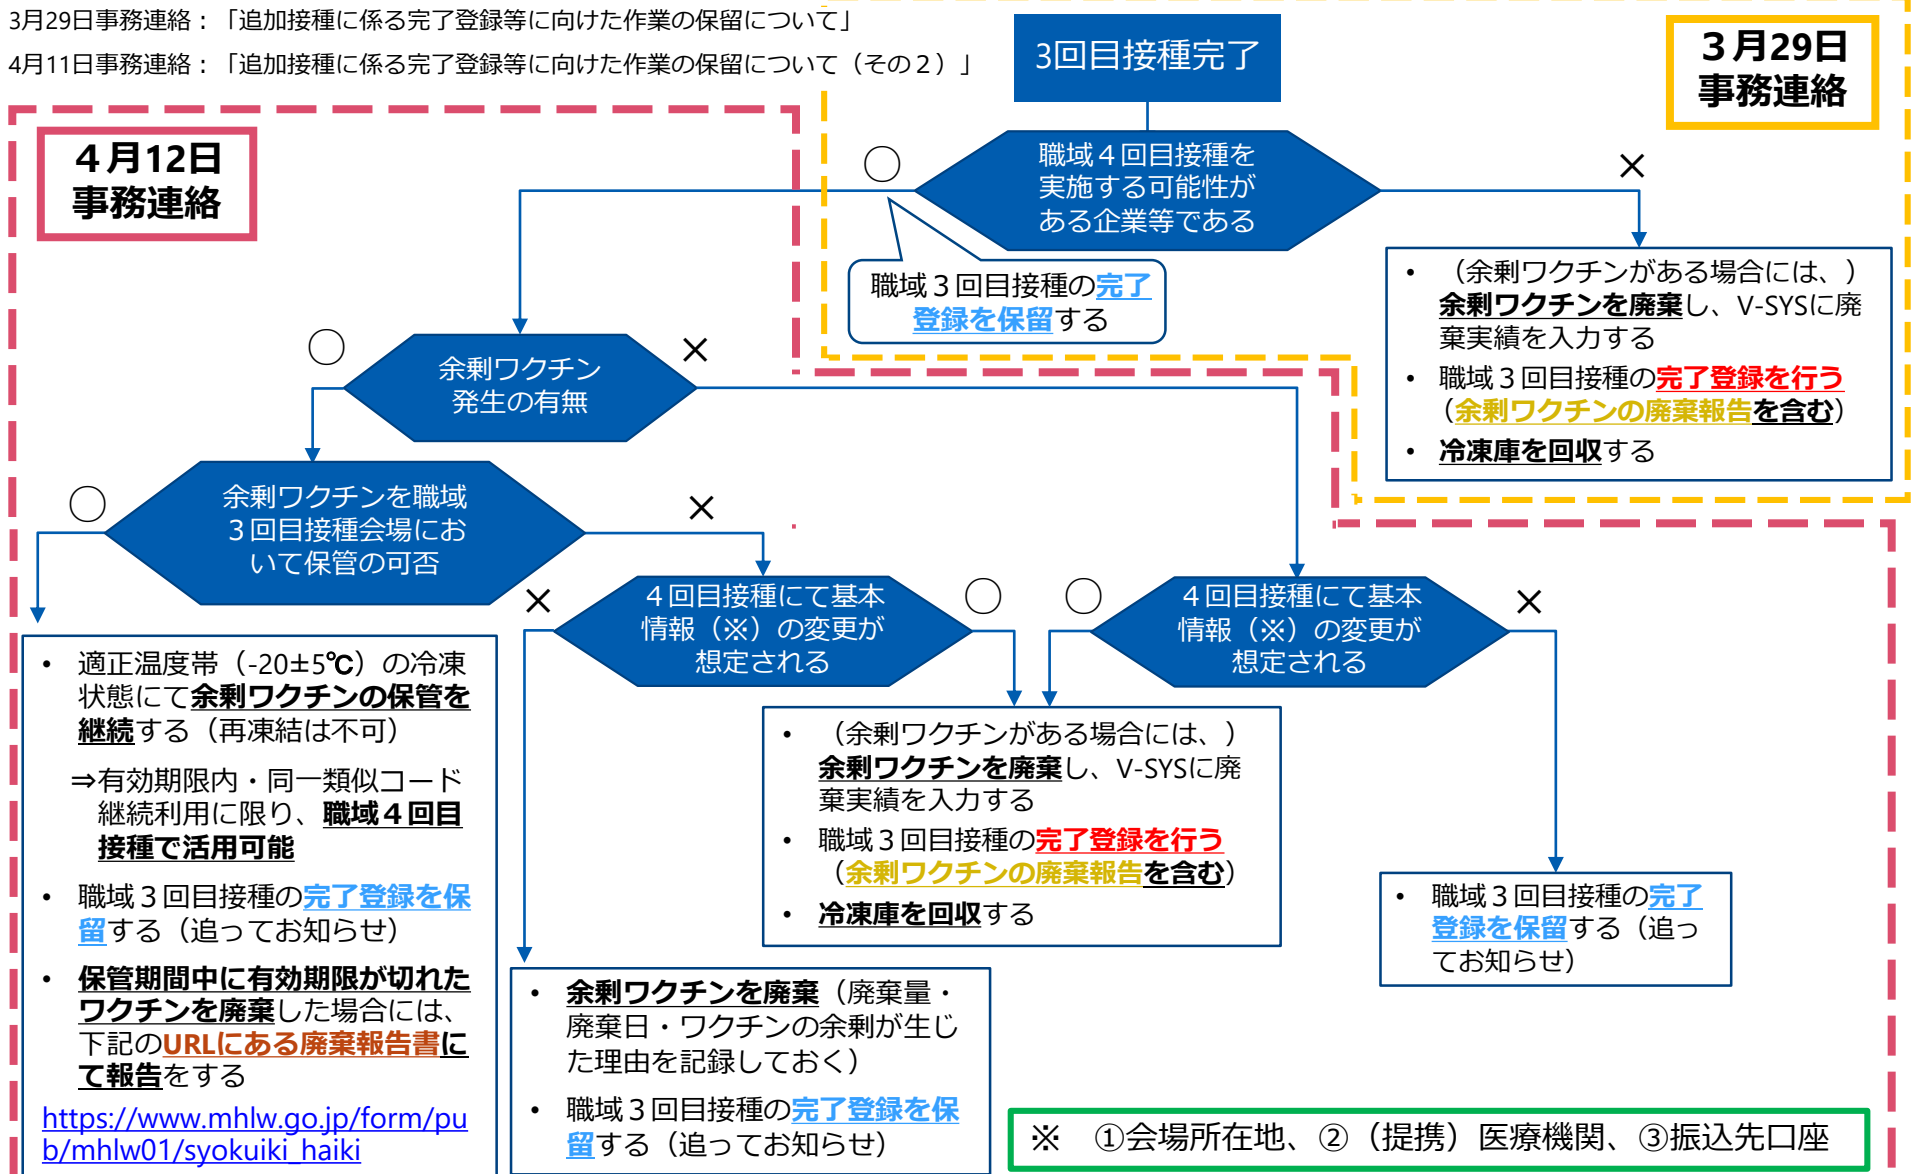 3月29日事務連絡：「追加接種に係る完了登録等に向けた作業の保留について」
4月11日事務連絡：「追加接種に係る完了登録等に向けた作業の保留について（その２）」
3回目接種完了
３月29日
事務連絡
４月12日
事務連絡
○
職域４回目接種を
実施する可能性が
ある企業等である
×
職域３回目接種の完了
登録を保留する
• （余剰ワクチンがある場合には、）
余剰ワクチンを廃棄し、V-SYSに廃
棄実績を入力する
• 職域３回目接種の完了登録を行う
（余剰ワクチンの廃棄報告を含む）
• 冷凍庫を回収する
○
余剰ワクチン
発生の有無
×
○
余剰ワクチンを職域
３回目接種会場にお
いて保管の可否
×
×
４回目接種にて基本
情報（※）の変更が
想定される
○
○
４回目接種にて基本
情報（※）の変更が
想定される
×
• 適正温度帯（-20±5℃）の冷凍
状態にて余剰ワクチンの保管を
継続する（再凍結は不可）
⇒有効期限内・同一類似コード
継続利用に限り、職域４回目
接種で活用可能
• 職域３回目接種の完了登録を保
留する（追ってお知らせ）
• 保管期間中に有効期限が切れた
ワクチンを廃棄した場合には、
下記のURLにある廃棄報告書に
て報告をする
https://www.mhlw.go.jp/form/pu
b/mhlw01/syokuiki_haiki
• （余剰ワクチンがある場合には、）
余剰ワクチンを廃棄し、V-SYSに廃
棄実績を入力する
• 職域３回目接種の完了登録を行う
（余剰ワクチンの廃棄報告を含む）
• 冷凍庫を回収する
• 職域３回目接種の完了
登録を保留する（追っ
てお知らせ）
• 余剰ワクチンを廃棄（廃棄量・
廃棄日・ワクチンの余剰が生じ
た理由を記録しておく）
• 職域３回目接種の完了登録を保
留する（追ってお知らせ）
※　①会場所在地、②（提携）医療機関、③振込先口座